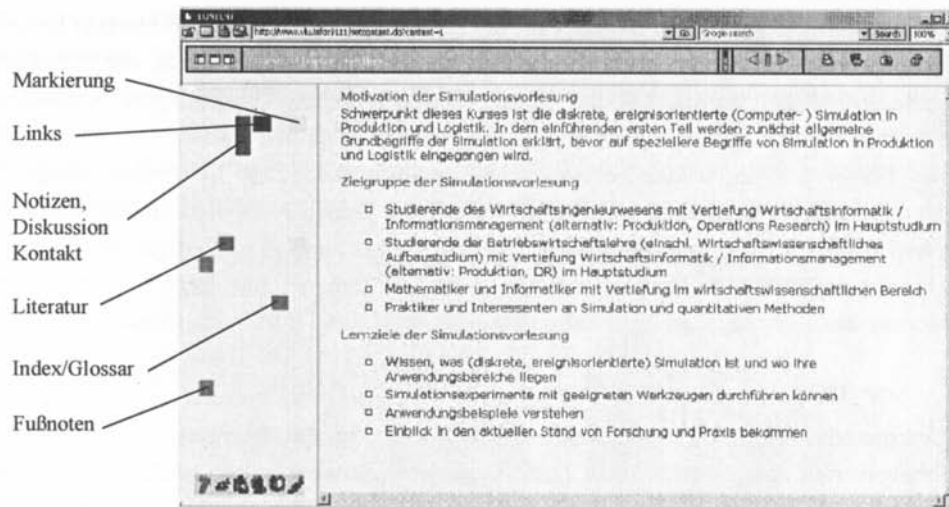 Google search
Search
100%
Markierung
Links
Notizen,
Diskussion
Kontakt
Literatur
Index/Glossar
Fußnoten
Motivation der Simulationsvorlesung
Schwerpunkt dieses Kurses ist die diskrete, ereignisorientierte (Computer- ) Simulation in
Produktion und Logistik. In dem einführenden ersten Teil werden zunächst allgemeine
Grundbegriffe der Simulation erklärt, bevor auf speziellere Begriffe von Simulation in Produktion
und Logistik eingegangen wird.
Zielgruppe der Simulationsvorlesung
Studierende des Wirtschaftsingenieurwesens mit Vertiefung Wirtschaftsinformatik /
Informationsmanagement (alternativ: Produktion, Operations Research) im Hauptstudium
Studierende der Betriebswirtschaftslehre (einschl. Wirtschaftswissenschaftliches
Aufbaustudium) mit Vertiefung Wirtschaftsinformatik / Informationsmanagement
(alternativ: Produktion, OR) im Hauptstudium
Mathematiker und Informatiker mit Vertiefung im wirtschaftswissenschaftlichen Bereich
Praktiker und Interessenten an Simulation und quantitativen Methoden
Lernziele der Simulationsvorlesung
Wissen, was (diskrete, ereignisorientierte) Simulation ist und wo ihre
Anwendungsbereiche liegen
Simulationsexperimente mit geeigneten Werkzeugen durchführen können
Anwendungsbeispiele verstehen
Einblick in den aktuellen Stand von Forschung und Praxis bekommen